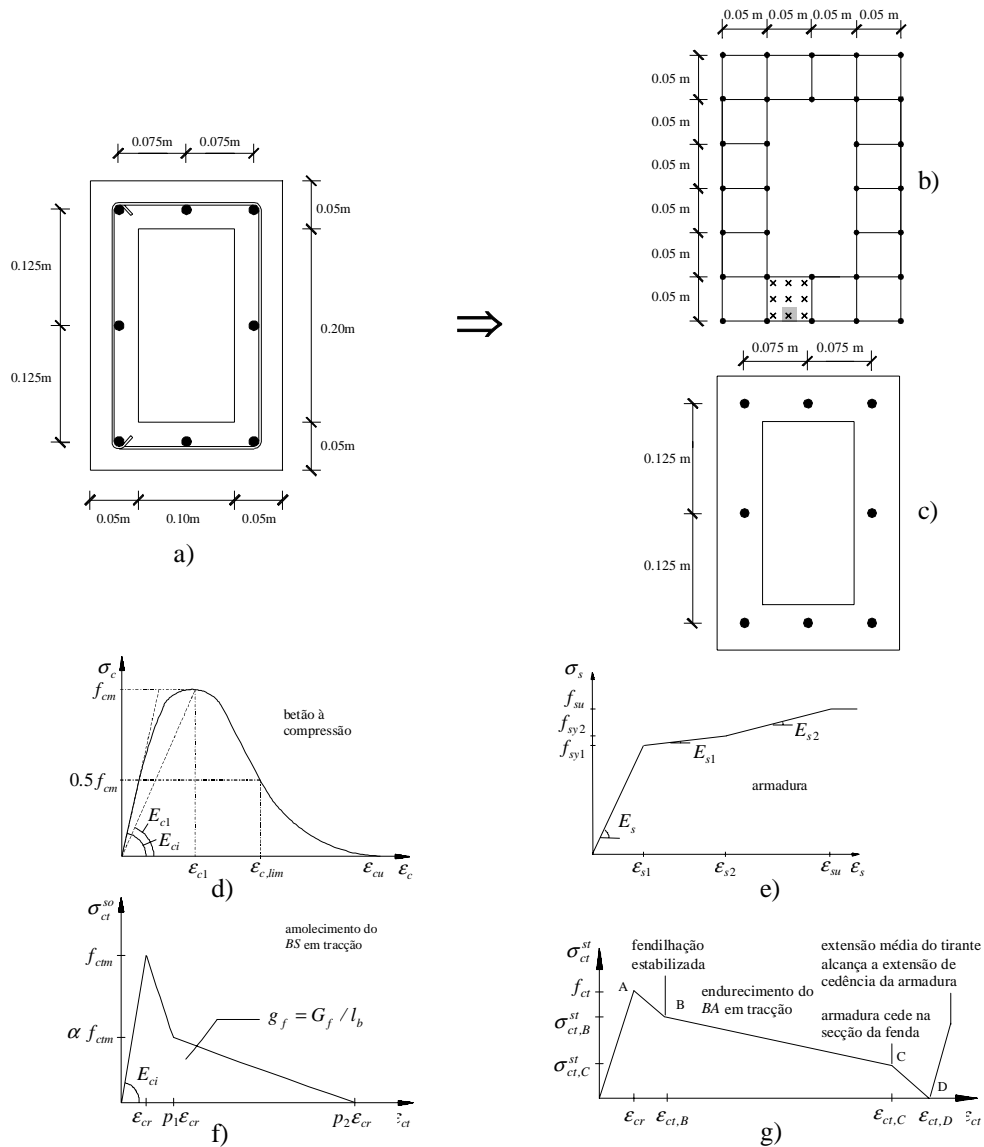 0.05 m 0.05 m 0.05 m 0.05 m
0.05 m
0.05 m
0.05 m
0.05 m
0.05 m
0.05 m
b)
0.075m 0.075m
0.05m
0.125m
0.20m
0.125m
0.05m
0.05m 0.10m 0.05m
a)
⇒
0.075 m 0.075 m
0.125 m
0.125 m
c)
σc
fcm
betão à
compressão
0.5 fcm
Ec1
Eci
εc1 εc,lim εcu εc
d)
σs
fsu
fsy2
fsy1
Es2
Es1
armadura
Es
εs1 εs2 εsu εs
e)
σct^so
amolecimento do
BS em tracção
fctm
gf = Gf / lb
α fctm
Eci
εcr p1εcr p2εcr
f)
σct^st
fendilhação
estabilizada
extensão média do tirante
alcança a extensão de
cedência da armadura
fct
A
endurecimento do
BA em tracção
B
σct,B^st
armadura cede na
secção da fenda
σct,C^st
C
D
εcr εct,B εct,C εct,D
g)